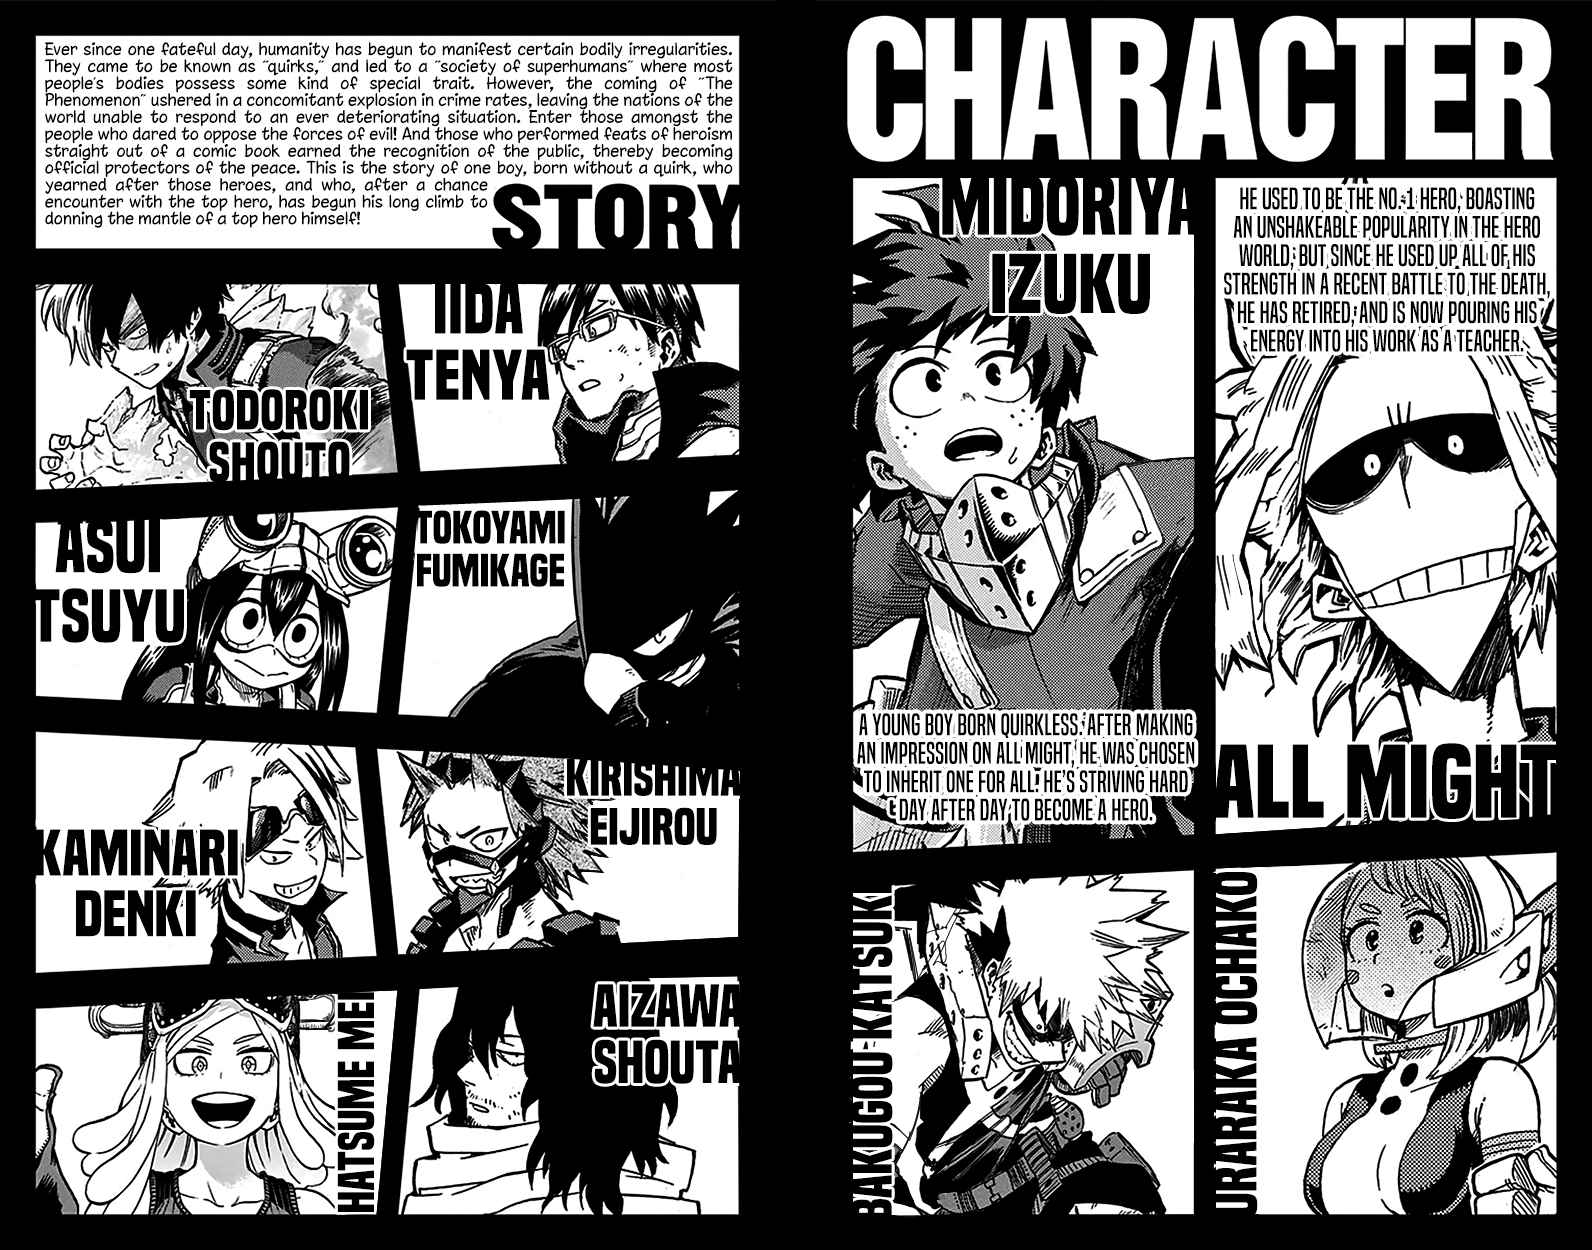 Ever since one fateful day, humanity has begun to manifest certain bodily irregularities.
They came to be known as "quirks," and led to a "society of superhumans" where most
people's bodies possess some kind of special trait. However, the coming of "The
Phenomenon" ushered in a concomitant explosion in crime rates, leaving the nations of the
world unable to respond to an ever deteriorating situation. Enter those amongst the
people who dared to oppose the forces of evil! And those who performed feats of heroism
straight out of a comic book earned the recognition of the public, thereby becoming
official protectors of the peace. This is the story of one boy, born without a quirk, who
yearned after those heroes, and who, after a chance
encounter with the top hero, has begun his long climb to
donning the mantle of a top hero himself!
STORY
TODOROKI
SHOUTO
IIDA
TENYA
ASUI
TSUYU
TOKOYAMI
FUMIKAGE
KAMINARI
DENKI
KIRISHIMA
EIJIROU
HATSUME MEI
AIZAWA
SHOUTA
CHARACTER
MIDORIYA
IZUKU
A YOUNG BOY BORN QUIRKLESS. AFTER MAKING
AN IMPRESSION ON ALL MIGHT, HE WAS CHOSEN
TO INHERIT ONE FOR ALL! HE'S STRIVING HARD
DAY AFTER DAY TO BECOME A HERO.
HE USED TO BE THE NO. 1 HERO, BOASTING
AN UNSHAKEABLE POPULARITY IN THE HERO
WORLD, BUT SINCE HE USED UP ALL OF HIS
STRENGTH IN A RECENT BATTLE TO THE DEATH,
HE HAS RETIRED, AND IS NOW POURING HIS
ENERGY INTO HIS WORK AS A TEACHER.
ALL MIGHT
BAKUGOU KATSUKI
URARAKA OCHAKO